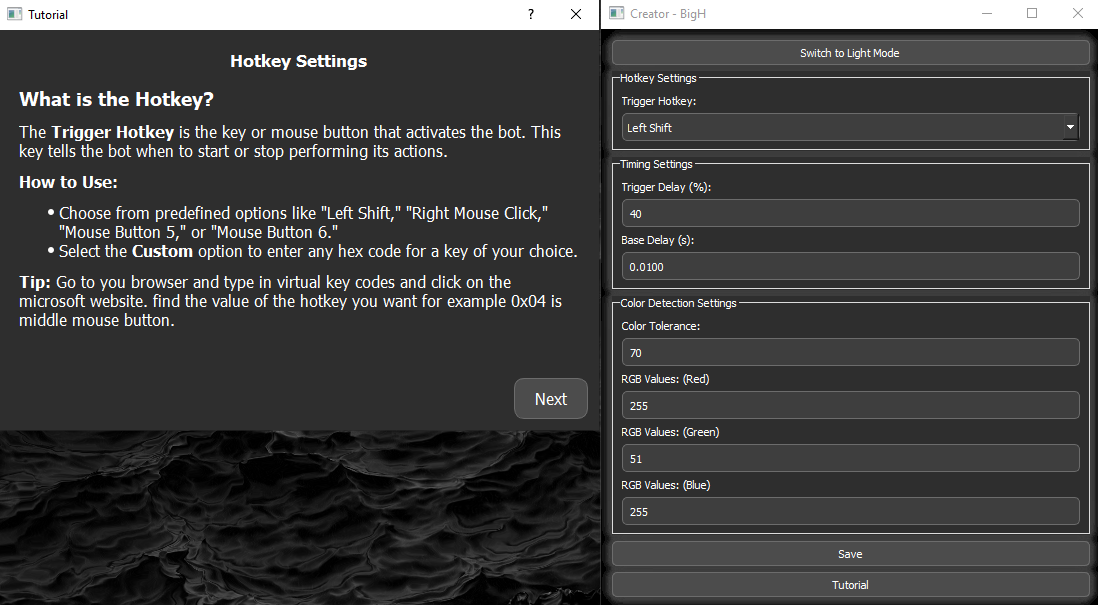 Tutorial
?
Hotkey Settings
What is the Hotkey?
The Trigger Hotkey is the key or mouse button that activates the bot. This
key tells the bot when to start or stop performing its actions.
How to Use:
• Choose from predefined options like "Left Shift," "Right Mouse Click,"
"Mouse Button 5," or "Mouse Button 6."
• Select the Custom option to enter any hex code for a key of your choice.
Tip: Go to you browser and type in virtual key codes and click on the
microsoft website. find the value of the hotkey you want for example 0x04 is
middle mouse button.
Next
Creator - BigH
Switch to Light Mode
Hotkey Settings
Trigger Hotkey:
Left Shift
Timing Settings
Trigger Delay (%):
40
Base Delay (s):
0.0100
Color Detection Settings
Color Tolerance:
70
RGB Values: (Red)
255
RGB Values: (Green)
51
RGB Values: (Blue)
255
Save
Tutorial